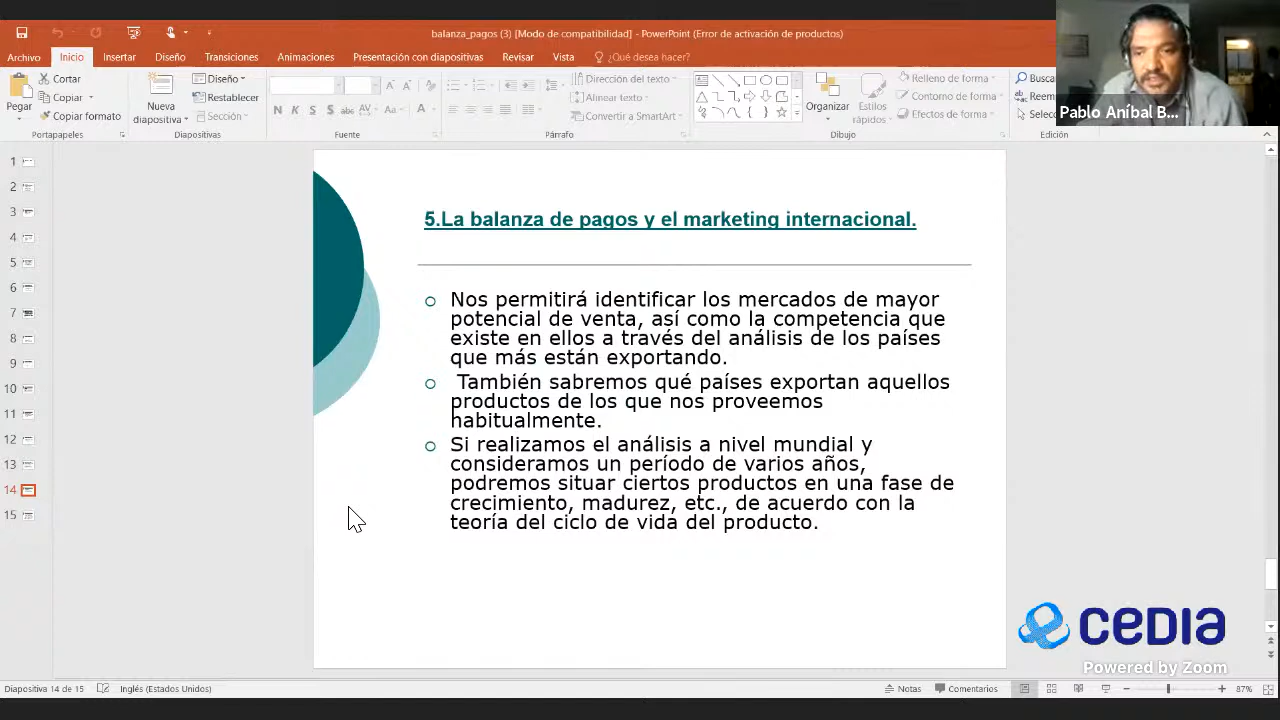 balanza_pagos (3) [Modo de compatibilidad] - PowerPoint (Error de activación de productos)
Archivo Inicio Insertar Diseño Transiciones Animaciones Presentación con diapositivas Revisar Vista ¿Qué desea hacer?
Pegar
Cortar
Copiar
Copiar formato
Portapapeles
Nueva
diapositiva
Diseño
Restablecer
Sección
Diapositivas
N K S S abc AV Aa A
Fuente
Dirección del texto
Alinear texto
Convertir a SmartArt
Párrafo
Organizar
Estilos
rápidos
Relleno de forma
Contorno de forma
Efectos de forma
Dibujo
Busca
Reem
Selec
Edición
Pablo Aníbal B...
1
2
3
4
5
6
7
8
9
10
11
12
13
14
15
5.La balanza de pagos y el marketing internacional.
Nos permitirá identificar los mercados de mayor
potencial de venta, así como la competencia que
existe en ellos a través del análisis de los países
que más están exportando.
También sabremos qué países exportan aquellos
productos de los que nos proveemos
habitualmente.
Si realizamos el análisis a nivel mundial y
consideramos un período de varios años,
podremos situar ciertos productos en una fase de
crecimiento, madurez, etc., de acuerdo con la
teoría del ciclo de vida del producto.
cedia
Powered by Zoom
Diapositiva 14 de 15 Inglés (Estados Unidos) Notas Comentarios 87%